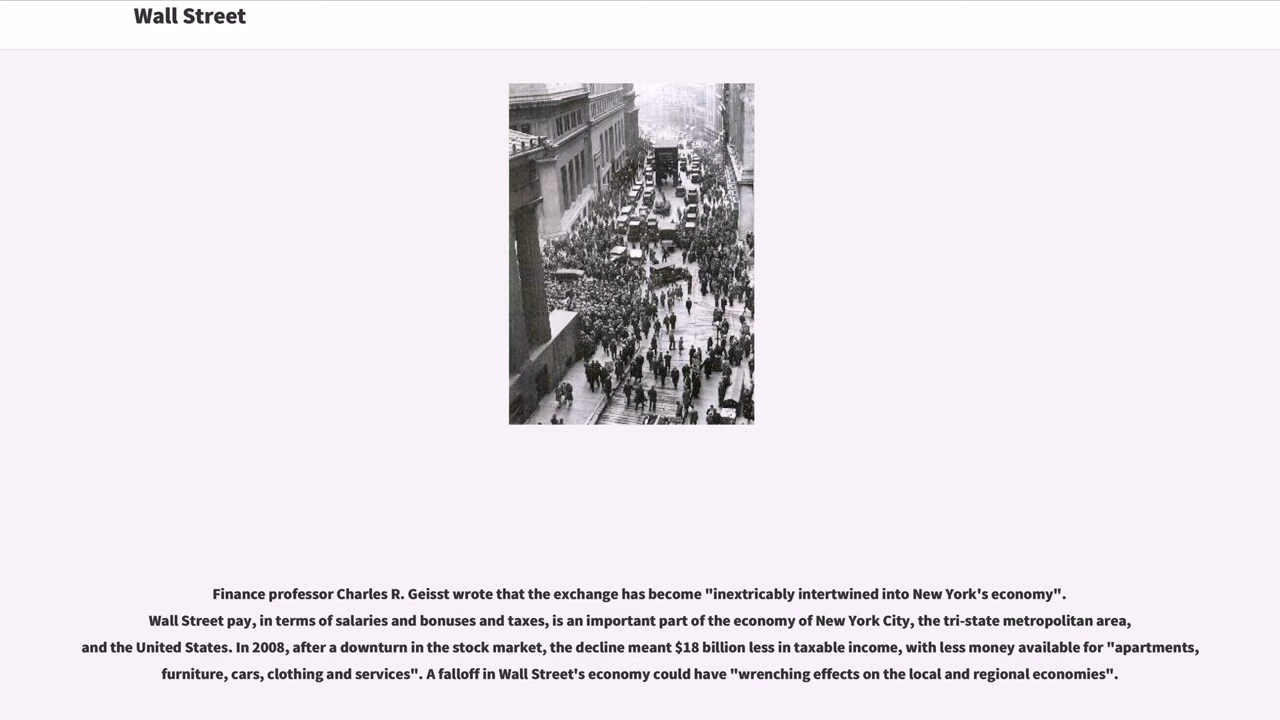 Wall Street
Finance professor Charles R. Geisst wrote that the exchange has become "inextricably intertwined into New York's economy".
Wall Street pay, in terms of salaries and bonuses and taxes, is an important part of the economy of New York City, the tri-state metropolitan area,
and the United States. In 2008, after a downturn in the stock market, the decline meant $18 billion less in taxable income, with less money available for "apartments,
furniture, cars, clothing and services". A falloff in Wall Street's economy could have "wrenching effects on the local and regional economies".